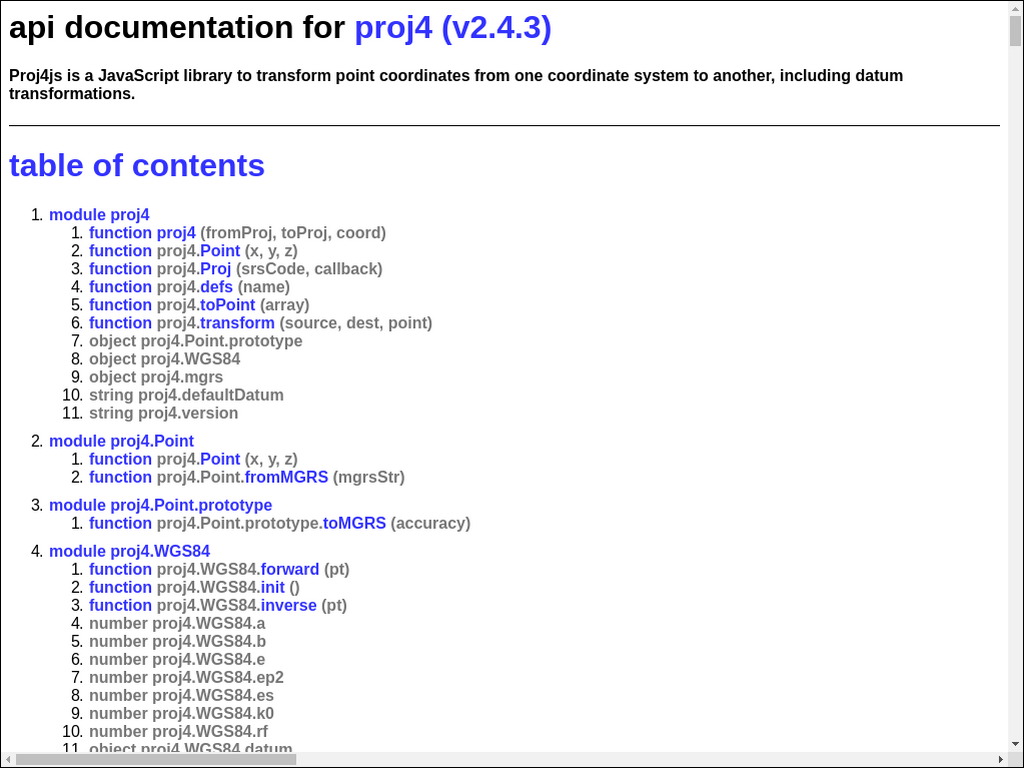 api documentation for proj4 (v2.4.3)
Proj4js is a JavaScript library to transform point coordinates from one coordinate system to another, including datum
transformations.
table of contents
1. module proj4
1. function proj4 (fromProj, toProj, coord)
2. function proj4.Point (x, y, z)
3. function proj4.Proj (srsCode, callback)
4. function proj4.defs (name)
5. function proj4.toPoint (array)
6. function proj4.transform (source, dest, point)
7. object proj4.Point.prototype
8. object proj4.WGS84
9. object proj4.mgrs
10. string proj4.defaultDatum
11. string proj4.version
2. module proj4.Point
1. function proj4.Point (x, y, z)
2. function proj4.Point.fromMGRS (mgrsStr)
3. module proj4.Point.prototype
1. function proj4.Point.prototype.toMGRS (accuracy)
4. module proj4.WGS84
1. function proj4.WGS84.forward (pt)
2. function proj4.WGS84.init ()
3. function proj4.WGS84.inverse (pt)
4. number proj4.WGS84.a
5. number proj4.WGS84.b
6. number proj4.WGS84.e
7. number proj4.WGS84.ep2
8. number proj4.WGS84.es
9. number proj4.WGS84.k0
10. number proj4.WGS84.rf
11. object proj4.WGS84.datum